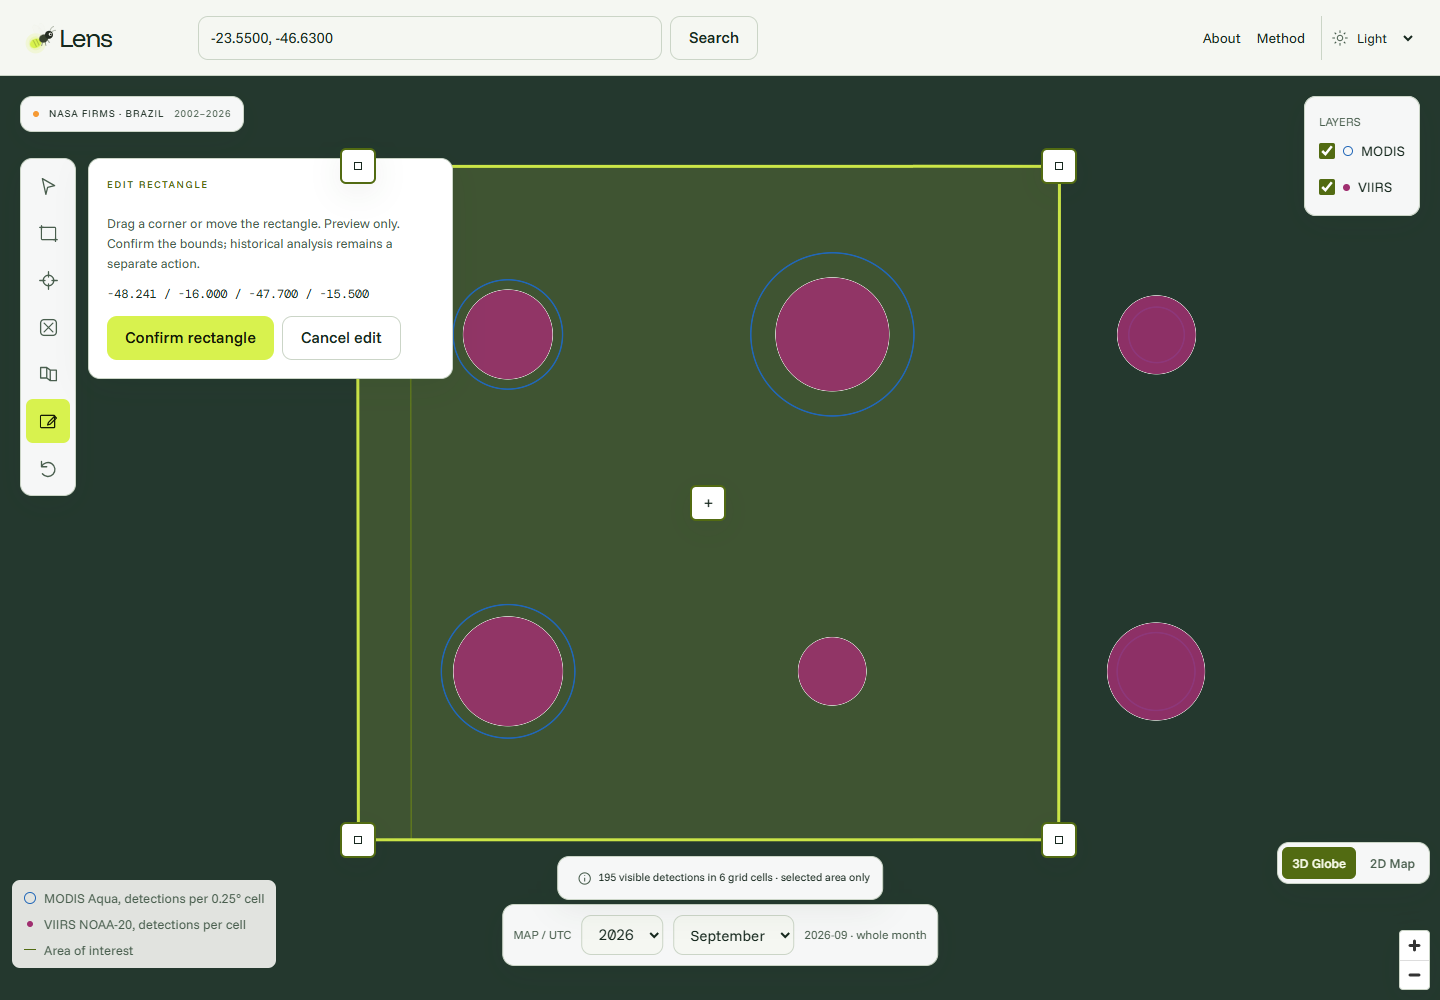 Lens
-23.5500, -46.6300
Search
About
Method
Light
NASA FIRMS · BRAZIL 2002–2026
LAYERS
MODIS
VIIRS
EDIT RECTANGLE
Drag a corner or move the rectangle. Preview only.
Confirm the bounds; historical analysis remains a
separate action.
-48.241 / -16.000 / -47.700 / -15.500
Confirm rectangle
Cancel edit
3D Globe
2D Map
195 visible detections in 6 grid cells · selected area only
MODIS Aqua, detections per 0.25° cell
VIIRS NOAA-20, detections per cell
Area of interest
MAP / UTC
2026
September
2026-09 · whole month